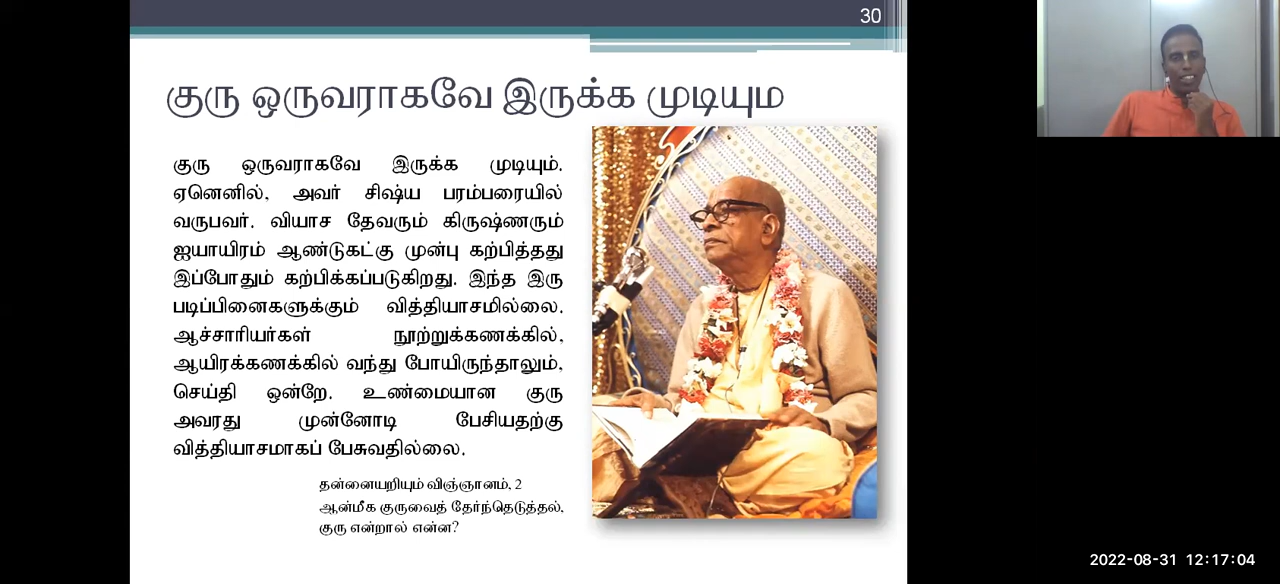 30
குரு ஒருவராகவே இருக்க முடியும
குரு ஒருவராகவே இருக்க முடியும்.
ஏனெனில், அவர் சிஷ்ய பரம்பரையில்
வருபவர். வியாச தேவரும் கிருஷ்ணரும்
ஐயாயிரம் ஆண்டுகட்கு முன்பு கற்பித்தது
இப்போதும் கற்பிக்கப்படுகிறது. இந்த இரு
படிப்பினைகளுக்கும் வித்தியாசமில்லை.
ஆச்சாரியர்கள் நூற்றுக்கணக்கில்,
ஆயிரக்கணக்கில் வந்து போயிருந்தாலும்,
செய்தி ஒன்றே. உண்மையான குரு
அவரது முன்னோடி பேசியதற்கு
வித்தியாசமாகப் பேசுவதில்லை.
தன்னையறியும் விஞ்ஞானம், 2
ஆன்மீக குருவைத் தேர்ந்தெடுத்தல்,
குரு என்றால் என்ன?
2022-08-31 12:17:04